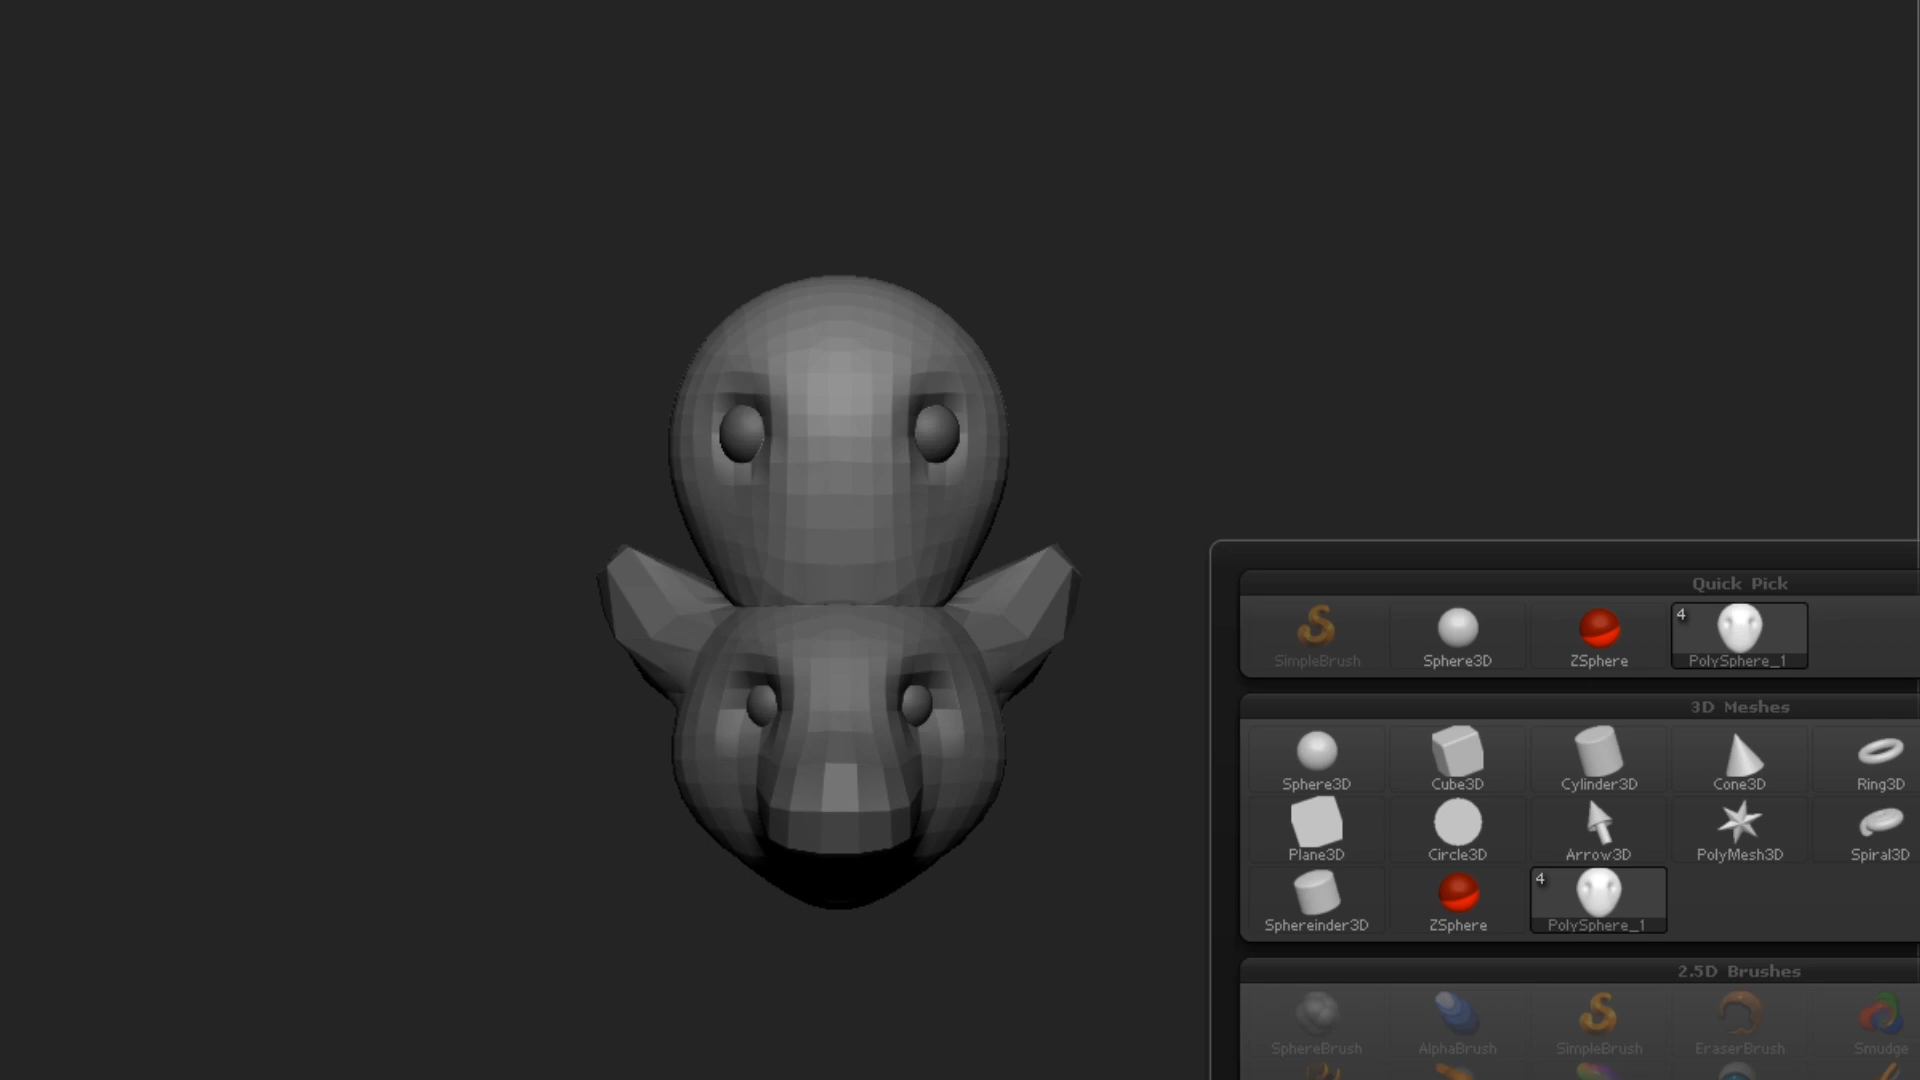 Quick Pick
4
SimpleBrush Sphere3D ZSphere PolySphere_1
3D Meshes
Sphere3D Cube3D Cylinder3D Cone3D Ring3D
Plane3D Circle3D Arrow3D PolyMesh3D Spiral3D
4
Sphereinder3D ZSphere PolySphere_1
2.5D Brushes
SphereBrush AlphaBrush SimpleBrush EraserBrush Smudge